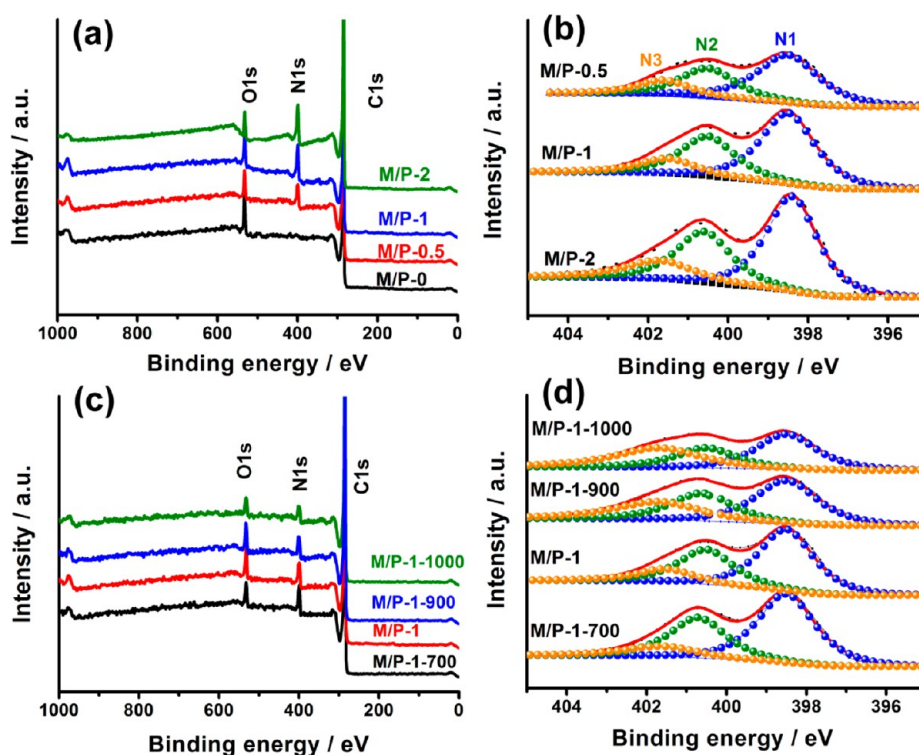 (a)
O1s
N1s
C1s
M/P-2
M/P-1
M/P-0.5
M/P-0
Intensity / a.u.
1000 800 600 400 200 0
Binding energy / eV
(b)
N3 N2 N1
M/P-0.5
M/P-1
M/P-2
Intensity / a.u.
404 402 400 398 396
Binding energy / eV
(c)
O1s
N1s
C1s
M/P-1-1000
M/P-1-900
M/P-1
M/P-1-700
Intensity / a.u.
1000 800 600 400 200 0
Binding energy / eV
(d)
M/P-1-1000
M/P-1-900
M/P-1
M/P-1-700
Intensity / a.u.
404 402 400 398 396
Binding energy / eV